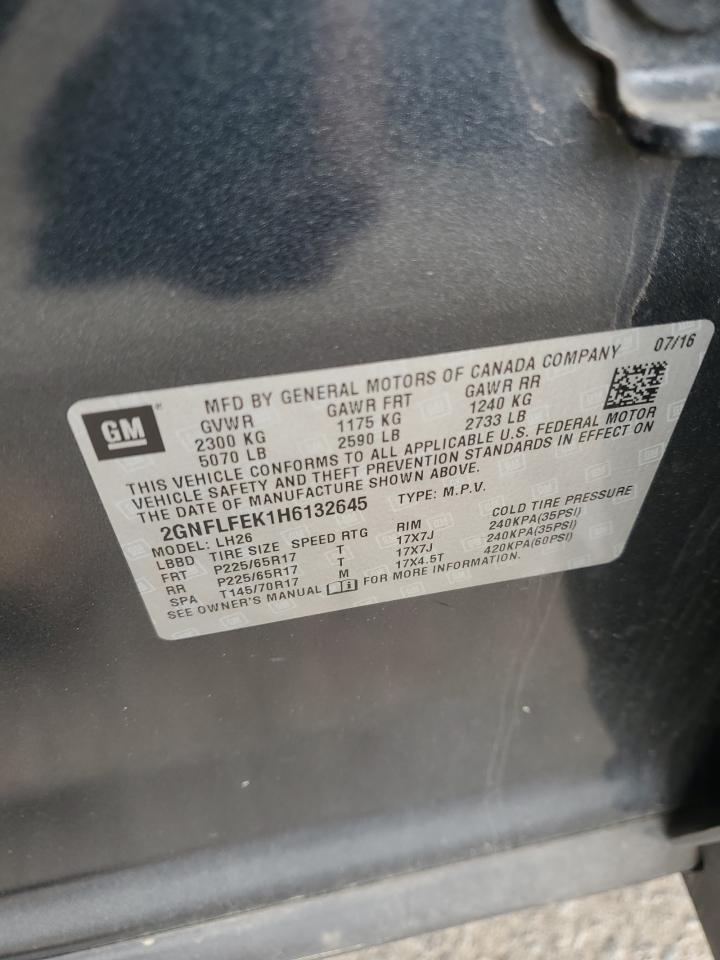 07/16
GM
MFD BY GENERAL MOTORS OF CANADA COMPANY
GVWR GAWR FRT GAWR RR
2300 KG 1175 KG 1240 KG
5070 LB 2590 LB 2733 LB
THIS VEHICLE CONFORMS TO ALL APPLICABLE U.S. FEDERAL MOTOR
VEHICLE SAFETY AND THEFT PREVENTION STANDARDS IN EFFECT ON
THE DATE OF MANUFACTURE SHOWN ABOVE.
2GNFLFEK1H6132645 TYPE: M.P.V.
MODEL: LH26
LBBD TIRE SIZE SPEED RTG RIM COLD TIRE PRESSURE
FRT P225/65R17 T 17X7J 240KPA(35PSI)
RR P225/65R17 T 17X7J 240KPA(35PSI)
SPA T145/70R17 M 17X4.5T 420KPA(60PSI)
SEE OWNER'S MANUAL FOR MORE INFORMATION.